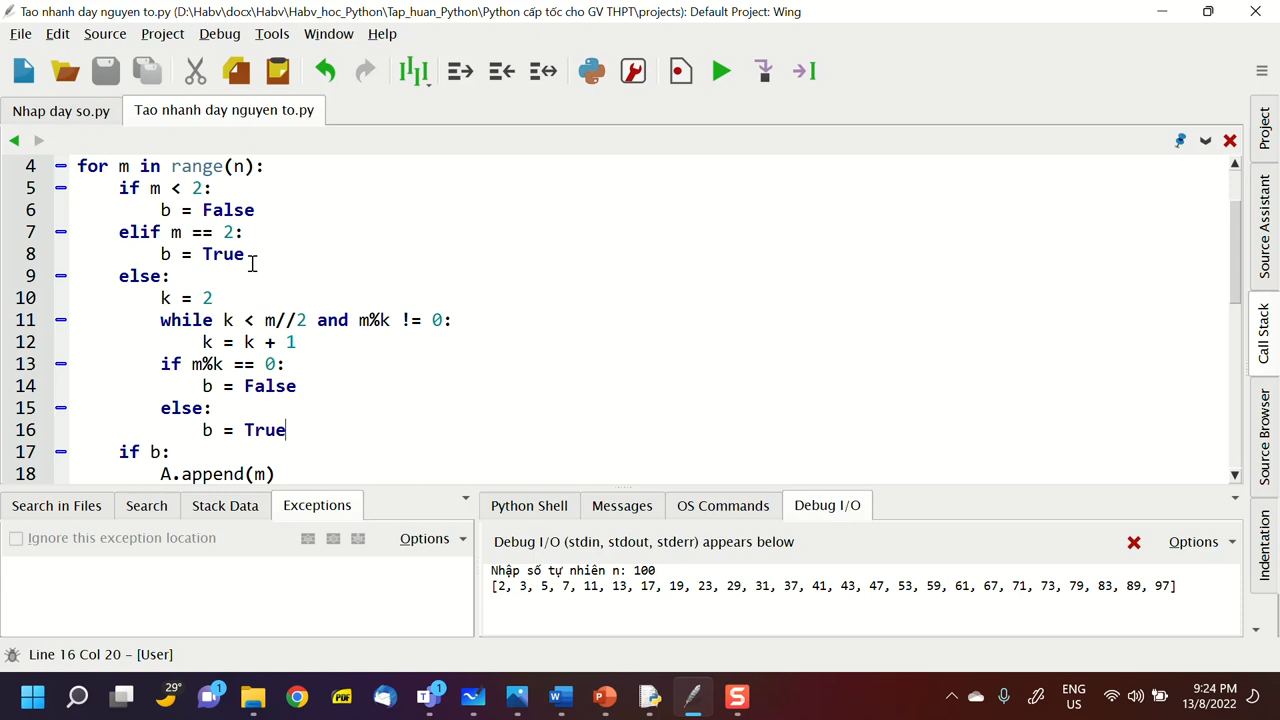 Tao nhanh day nguyen to.py (D:\Habv\docx\Habv\Habv_hoc_Python\Tap_huan_Python\Python cấp tốc cho GV THPT\projects): Default Project: Wing
File Edit Source Project Debug Tools Window Help
Nhap day so.py Tao nhanh day nguyen to.py
4 for m in range(n):
5 if m < 2:
6 b = False
7 elif m == 2:
8 b = True
9 else:
10 k = 2
11 while k < m//2 and m%k != 0:
12 k = k + 1
13 if m%k == 0:
14 b = False
15 else:
16 b = True
17 if b:
18 A.append(m)
Project
Source Assistant
Call Stack
Source Browser
Indentation
Search in Files Search Stack Data Exceptions
Ignore this exception location Options
Python Shell Messages OS Commands Debug I/O
Debug I/O (stdin, stdout, stderr) appears below Options
Nhập số tự nhiên n: 100
[2, 3, 5, 7, 11, 13, 17, 19, 23, 29, 31, 37, 41, 43, 47, 53, 59, 61, 67, 71, 73, 79, 83, 89, 97]
Line 16 Col 20 – [User]
29° 1 PDF 1 ENG 9:24 PM
US 13/8/2022